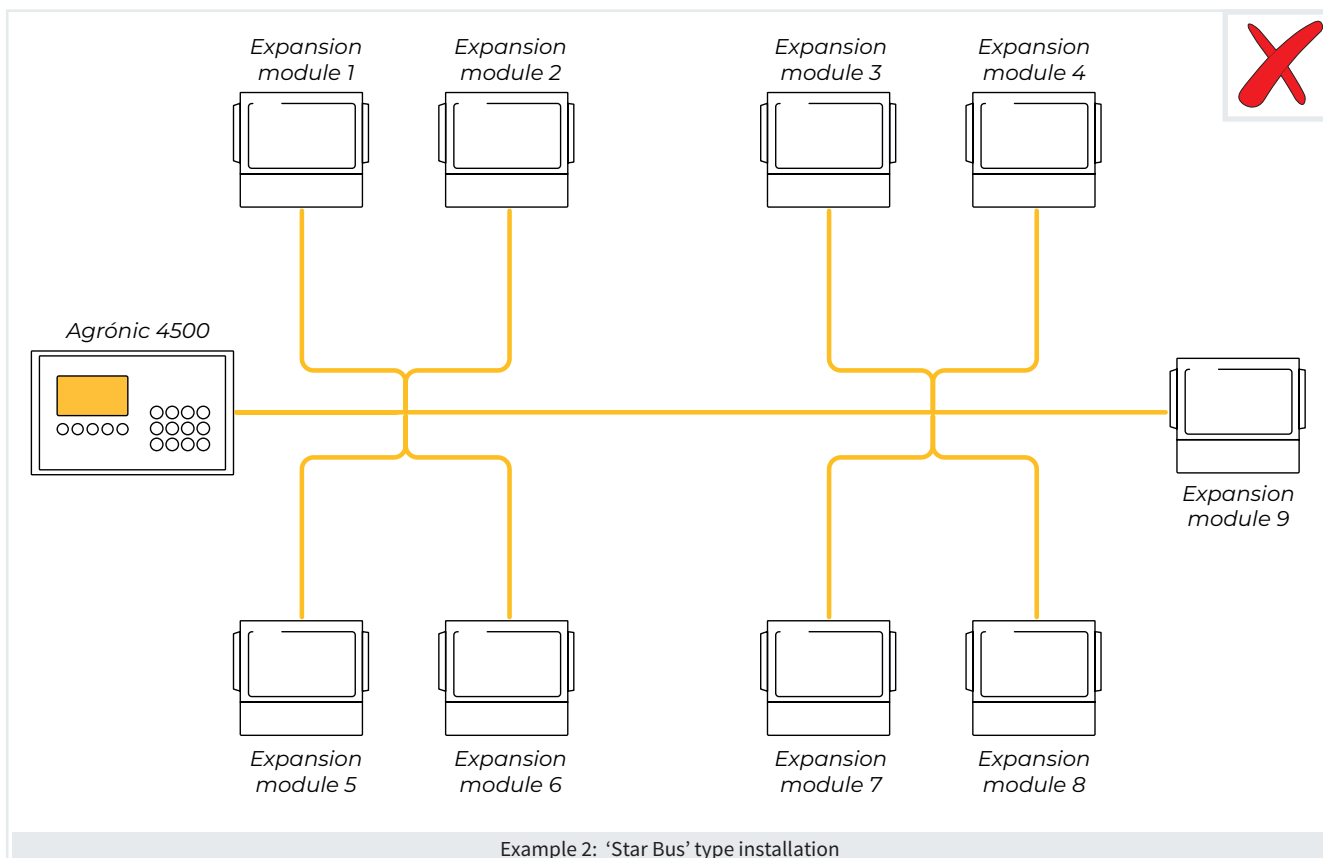 Expansion
module 1
Expansion
module 2
Expansion
module 3
Expansion
module 4
Agrónic 4500
Expansion
module 9
Expansion
module 5
Expansion
module 6
Expansion
module 7
Expansion
module 8
Example 2: ‘Star Bus’ type installation